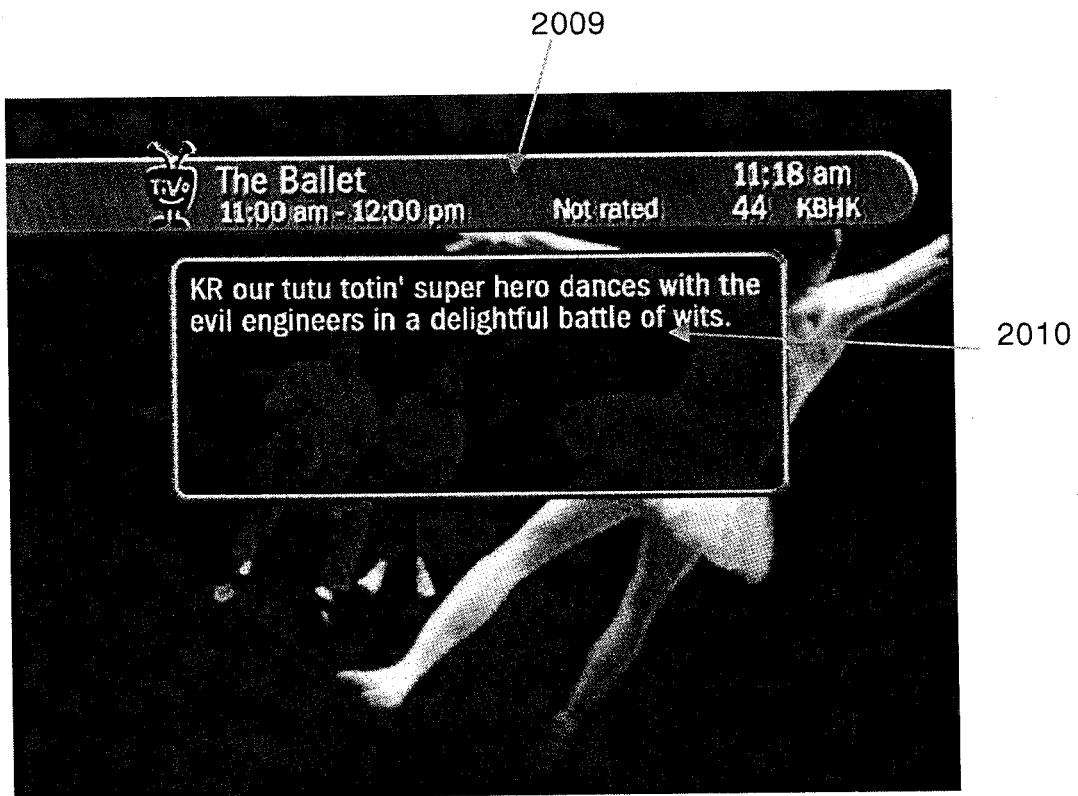 2009
TiVo The Ballet 11:18 am
11:00 am - 12:00 pm Not rated 44 KBHK
KR our tutu totin' super hero dances with the
evil engineers in a delightful battle of wits.
2010